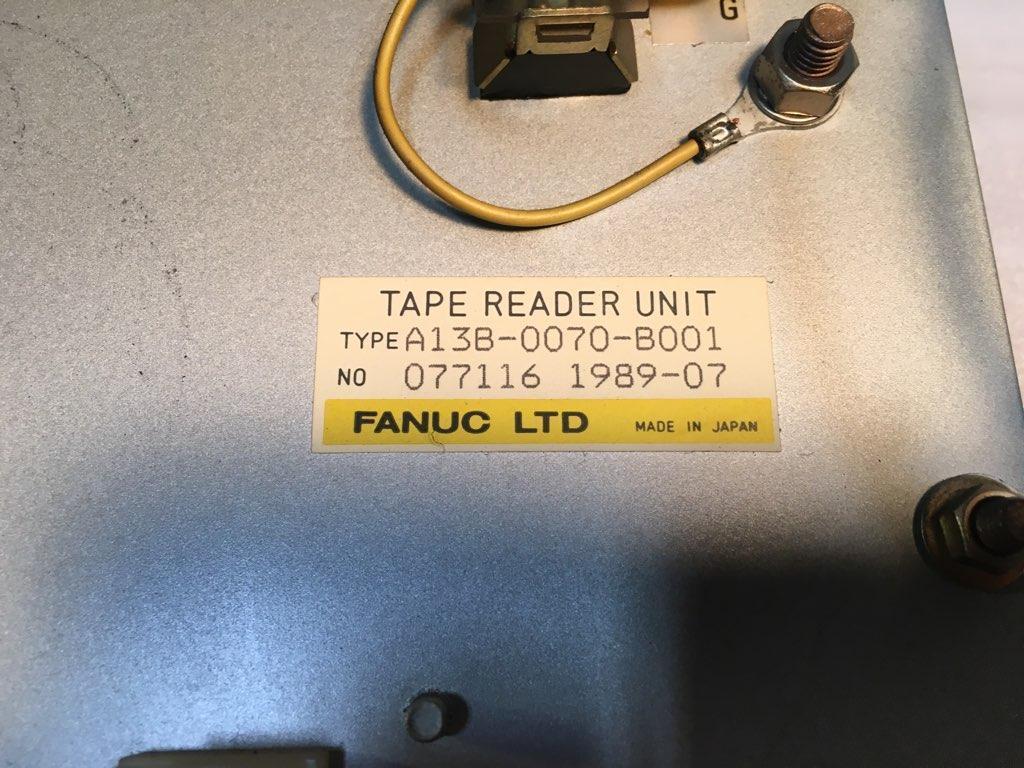 G
TAPE READER UNIT
TYPE A13B-0070-B001
NO 077116 1989-07
FANUC LTD MADE IN JAPAN